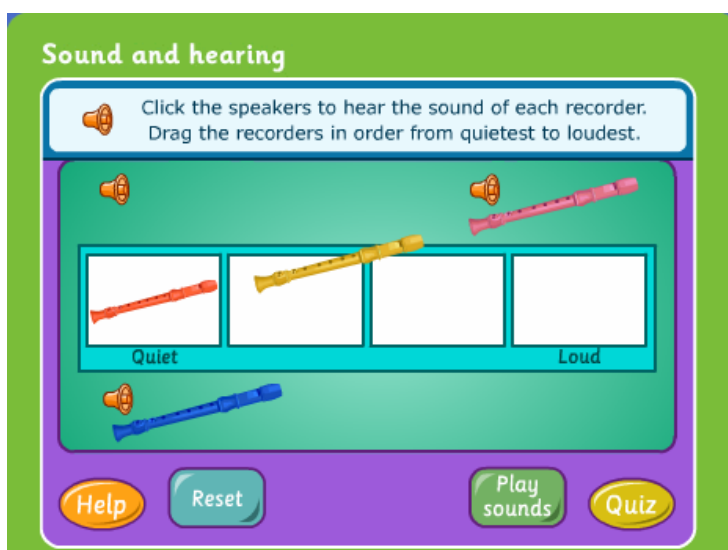 Sound and hearing
Click the speakers to hear the sound of each recorder.
Drag the recorders in order from quietest to loudest.
Quiet
Loud
Help
Reset
Play
sounds
Quiz